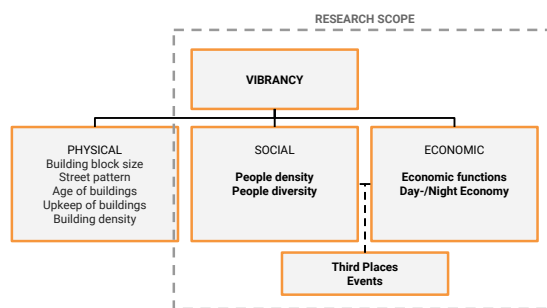 RESEARCH SCOPE
VIBRANCY
PHYSICAL
Building block size
Street pattern
Age of buildings
Upkeep of buildings
Building density
SOCIAL
People density
People diversity
ECONOMIC
Economic functions
Day-/Night Economy
Third Places
Events